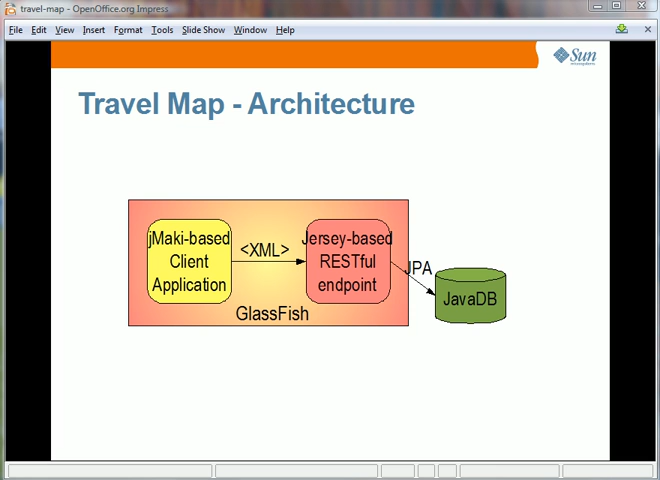 travel-map - OpenOffice.org Impress
File Edit View Insert Format Tools Slide Show Window Help
Sun
microsystems
Travel Map - Architecture
jMaki-based
Client
Application
<XML>
Jersey-based
RESTful
endpoint
JPA
JavaDB
GlassFish